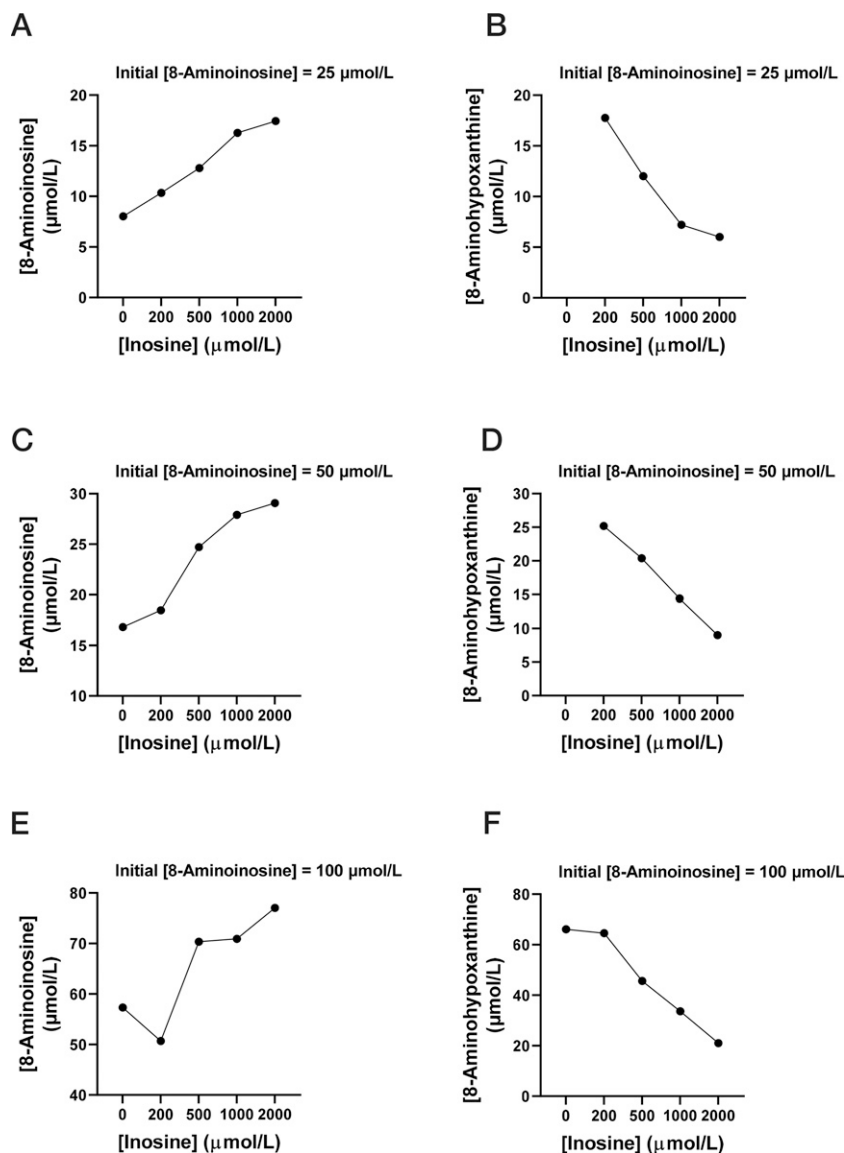 A
Initial [8-Aminoinosine] = 25 µmol/L
[8-Aminoinosine]
(µmol/L)
20
15
10
5
0
0 200 500 1000 2000
[Inosine] (µmol/L)
B
Initial [8-Aminoinosine] = 25 µmol/L
[8-Aminohypoxanthine]
(µmol/L)
20
15
10
5
0
0 200 500 1000 2000
[Inosine] (µmol/L)
C
Initial [8-Aminoinosine] = 50 µmol/L
[8-Aminoinosine]
(µmol/L)
30
25
20
15
10
0 200 500 1000 2000
[Inosine] (µmol/L)
D
Initial [8-Aminoinosine] = 50 µmol/L
[8-Aminohypoxanthine]
(µmol/L)
30
25
20
15
10
5
0
0 200 500 1000 2000
[Inosine] (µmol/L)
E
Initial [8-Aminoinosine] = 100 µmol/L
[8-Aminoinosine]
(µmol/L)
80
70
60
50
40
0 200 500 1000 2000
[Inosine] (µmol/L)
F
Initial [8-Aminoinosine] = 100 µmol/L
[8-Aminohypoxanthine]
(µmol/L)
80
60
40
20
0
0 200 500 1000 2000
[Inosine] (µmol/L)